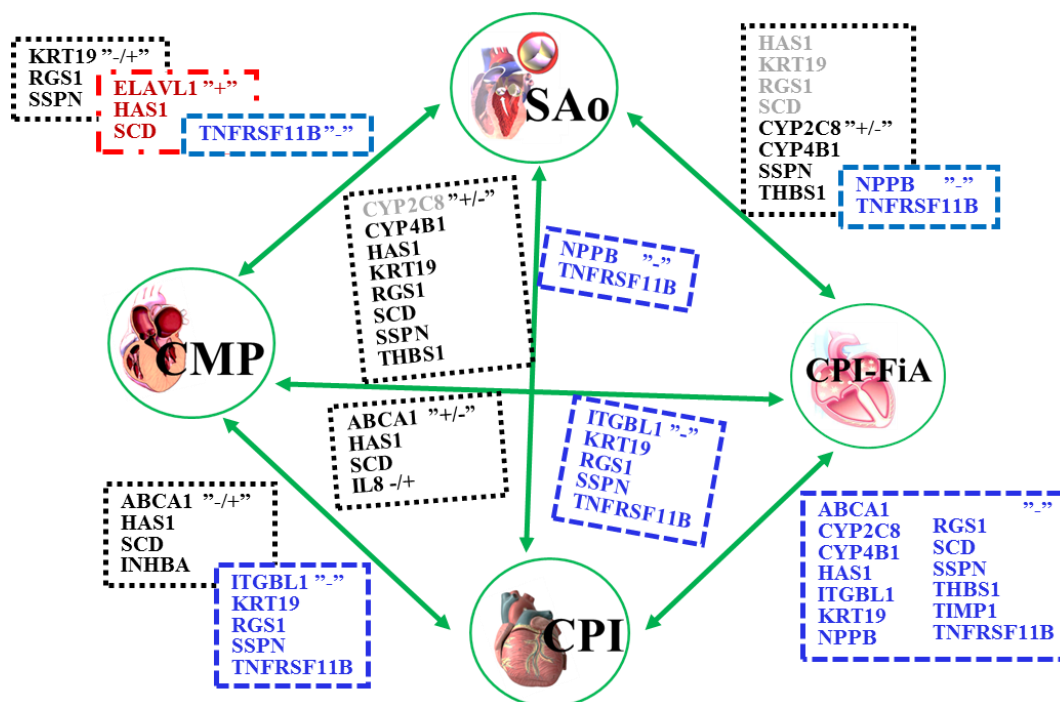 KRT19 ”-/+”
RGS1
SSPN
ELAVL1 ”+”
HAS1
SCD
TNFRSF11B ”-”
SAo
HAS1
KRT19
RGS1
SCD
CYP2C8 ”+/-”
CYP4B1
SSPN
THBS1
NPPB ”-”
TNFRSF11B
CYP2C8 ”+/-”
CYP4B1
HAS1
KRT19
RGS1
SCD
SSPN
THBS1
NPPB ”-”
TNFRSF11B
CMP
CPI-FiA
ABCA1 ”+/-”
HAS1
SCD
IL8 -/+
ITGBL1 ”-”
KRT19
RGS1
SSPN
TNFRSF11B
ABCA1 ”-/+”
HAS1
SCD
INHBA
ITGBL1 ”-”
KRT19
RGS1
SSPN
TNFRSF11B
CPI
ABCA1 ”-”
CYP2C8
CYP4B1
HAS1
ITGBL1
KRT19
NPPB
RGS1
SCD
SSPN
THBS1
TIMP1
TNFRSF11B